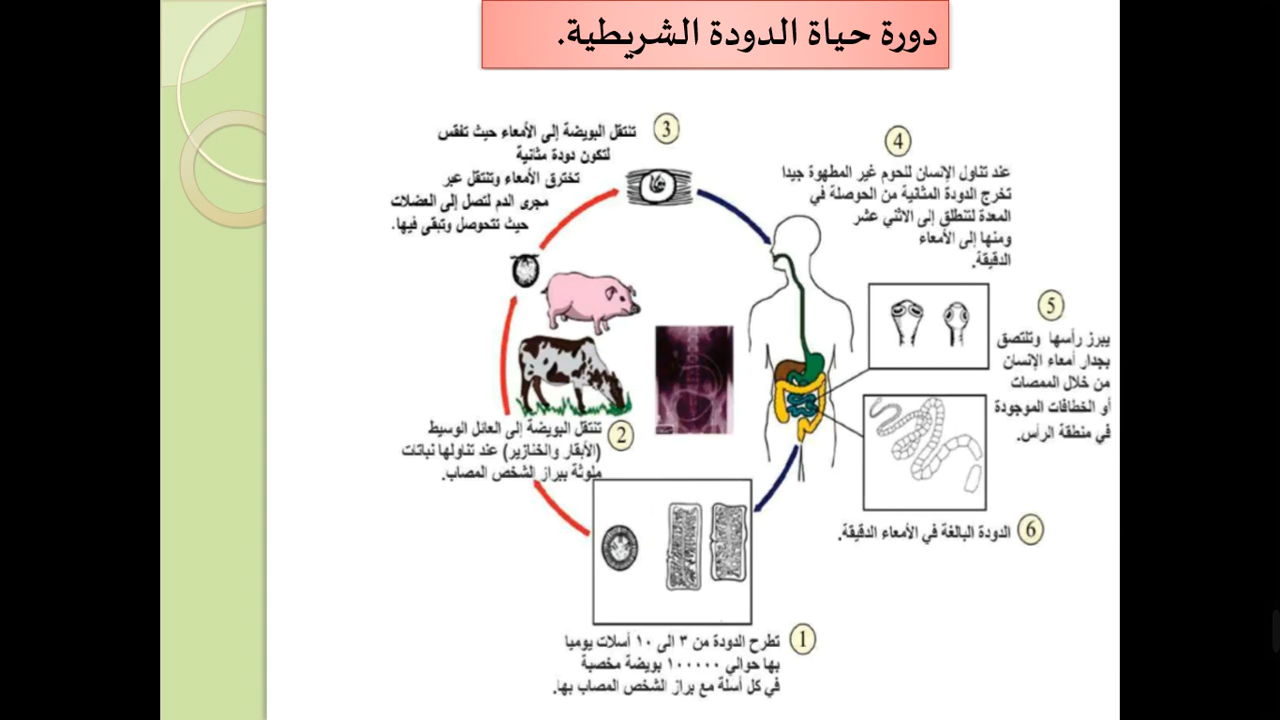 دورة حياة الدودة الشريطية.
1
تطرح الدودة من ٣ الى ١٠ أسلات يوميا
بها حوالي ١٠٠٠٠٠ بويضة مخصبة
في كل أسلة مع براز الشخص المصاب بها.
2
تنتقل البويضة إلى العائل الوسيط
(الأبقار والخنازير) عند تناولها نباتات
ملوثة ببراز الشخص المصاب.
3
تنتقل البويضة إلى الأمعاء حيث تفقس
لتكون دودة مثانية
تخترق الأمعاء وتنتقل عبر
مجرى الدم لتصل إلى العضلات
حيث تتحوصل وتبقى فيها.
4
عند تناول الإنسان للحوم غير المطهوة جيدا
تخرج الدودة المثانية من الحوصلة في
المعدة لتنطلق إلى الاثني عشر
ومنها إلى الأمعاء
الدقيقة.
5
يبرز رأسها وتلتصق
بجدار أمعاء الإنسان
من خلال الممصات
أو الخطافات الموجودة
في منطقة الرأس.
6
الدودة البالغة في الأمعاء الدقيقة.